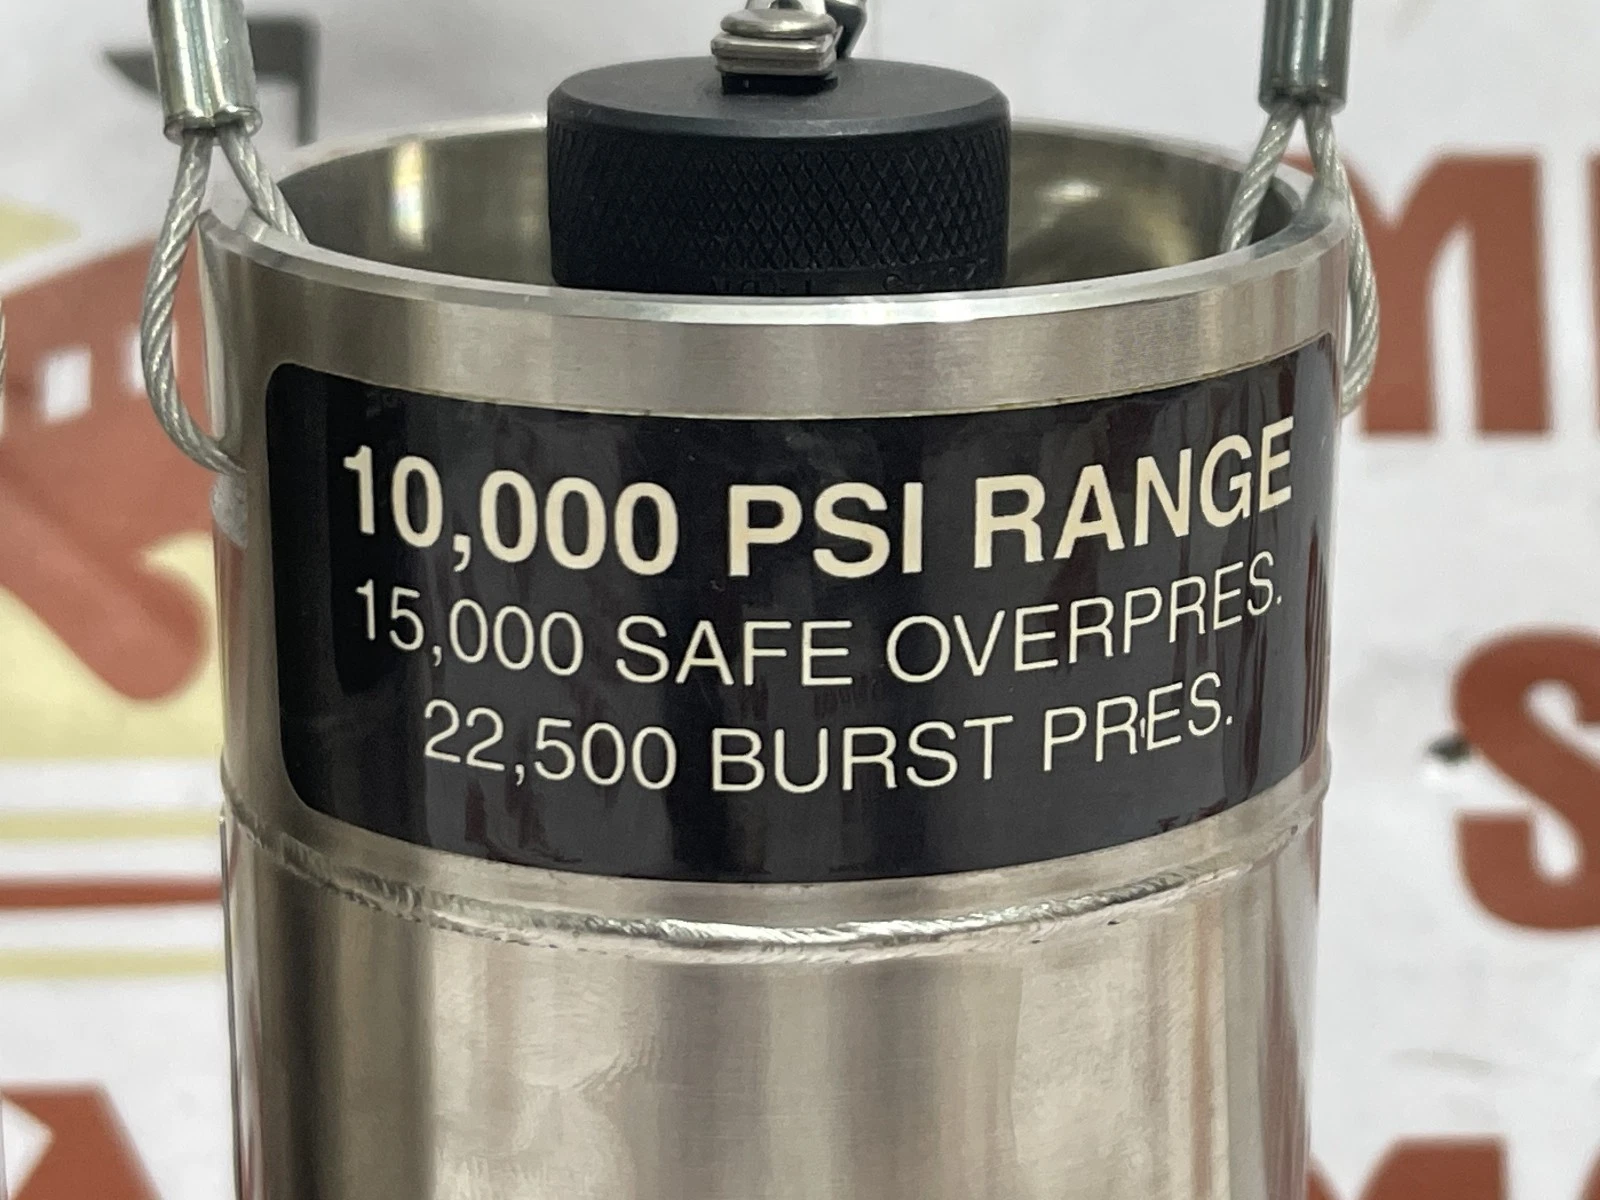 10,000 PSI RANGE
15,000 SAFE OVERPRES.
22,500 BURST PRES.